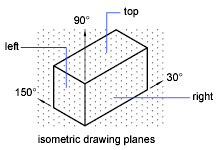 top
90°
left
30°
150°
right
isometric drawing planes